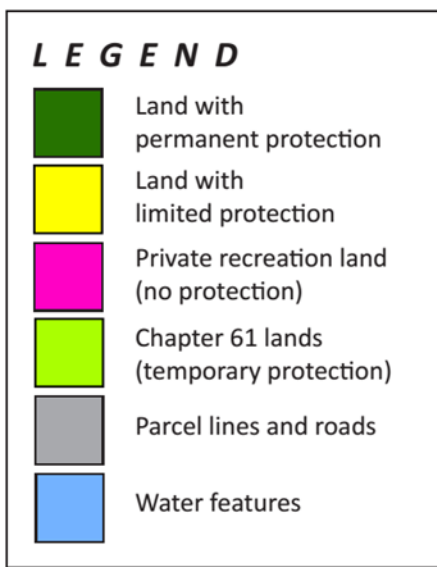 LEGEND
Land with
permanent protection
Land with
limited protection
Private recreation land
(no protection)
Chapter 61 lands
(temporary protection)
Parcel lines and roads
Water features